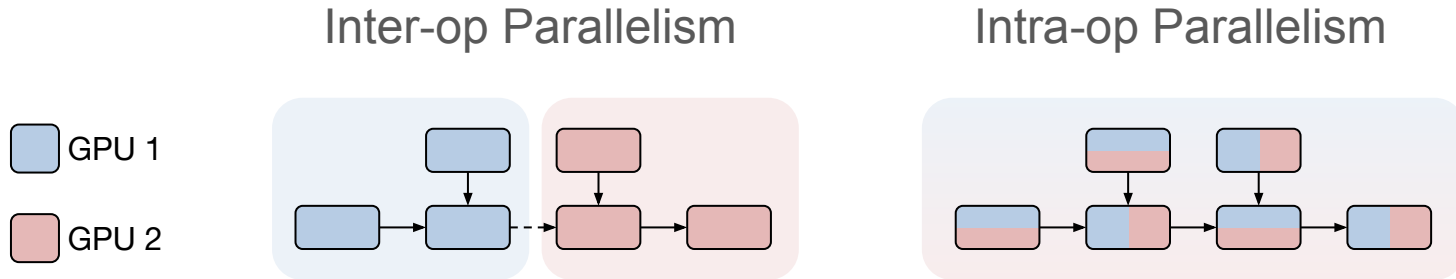 Inter-op Parallelism
Intra-op Parallelism
GPU 1
GPU 2